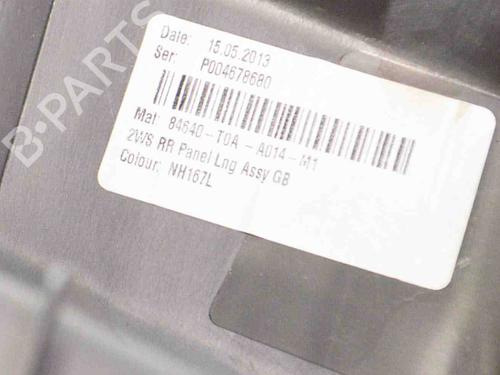 B-PARTS
Date: 15.05.2013
Ser: P004678680
Mat: 84640-T0A-A014-M1
2WS RR Panel Lng Assy GB
Colour: NH167L